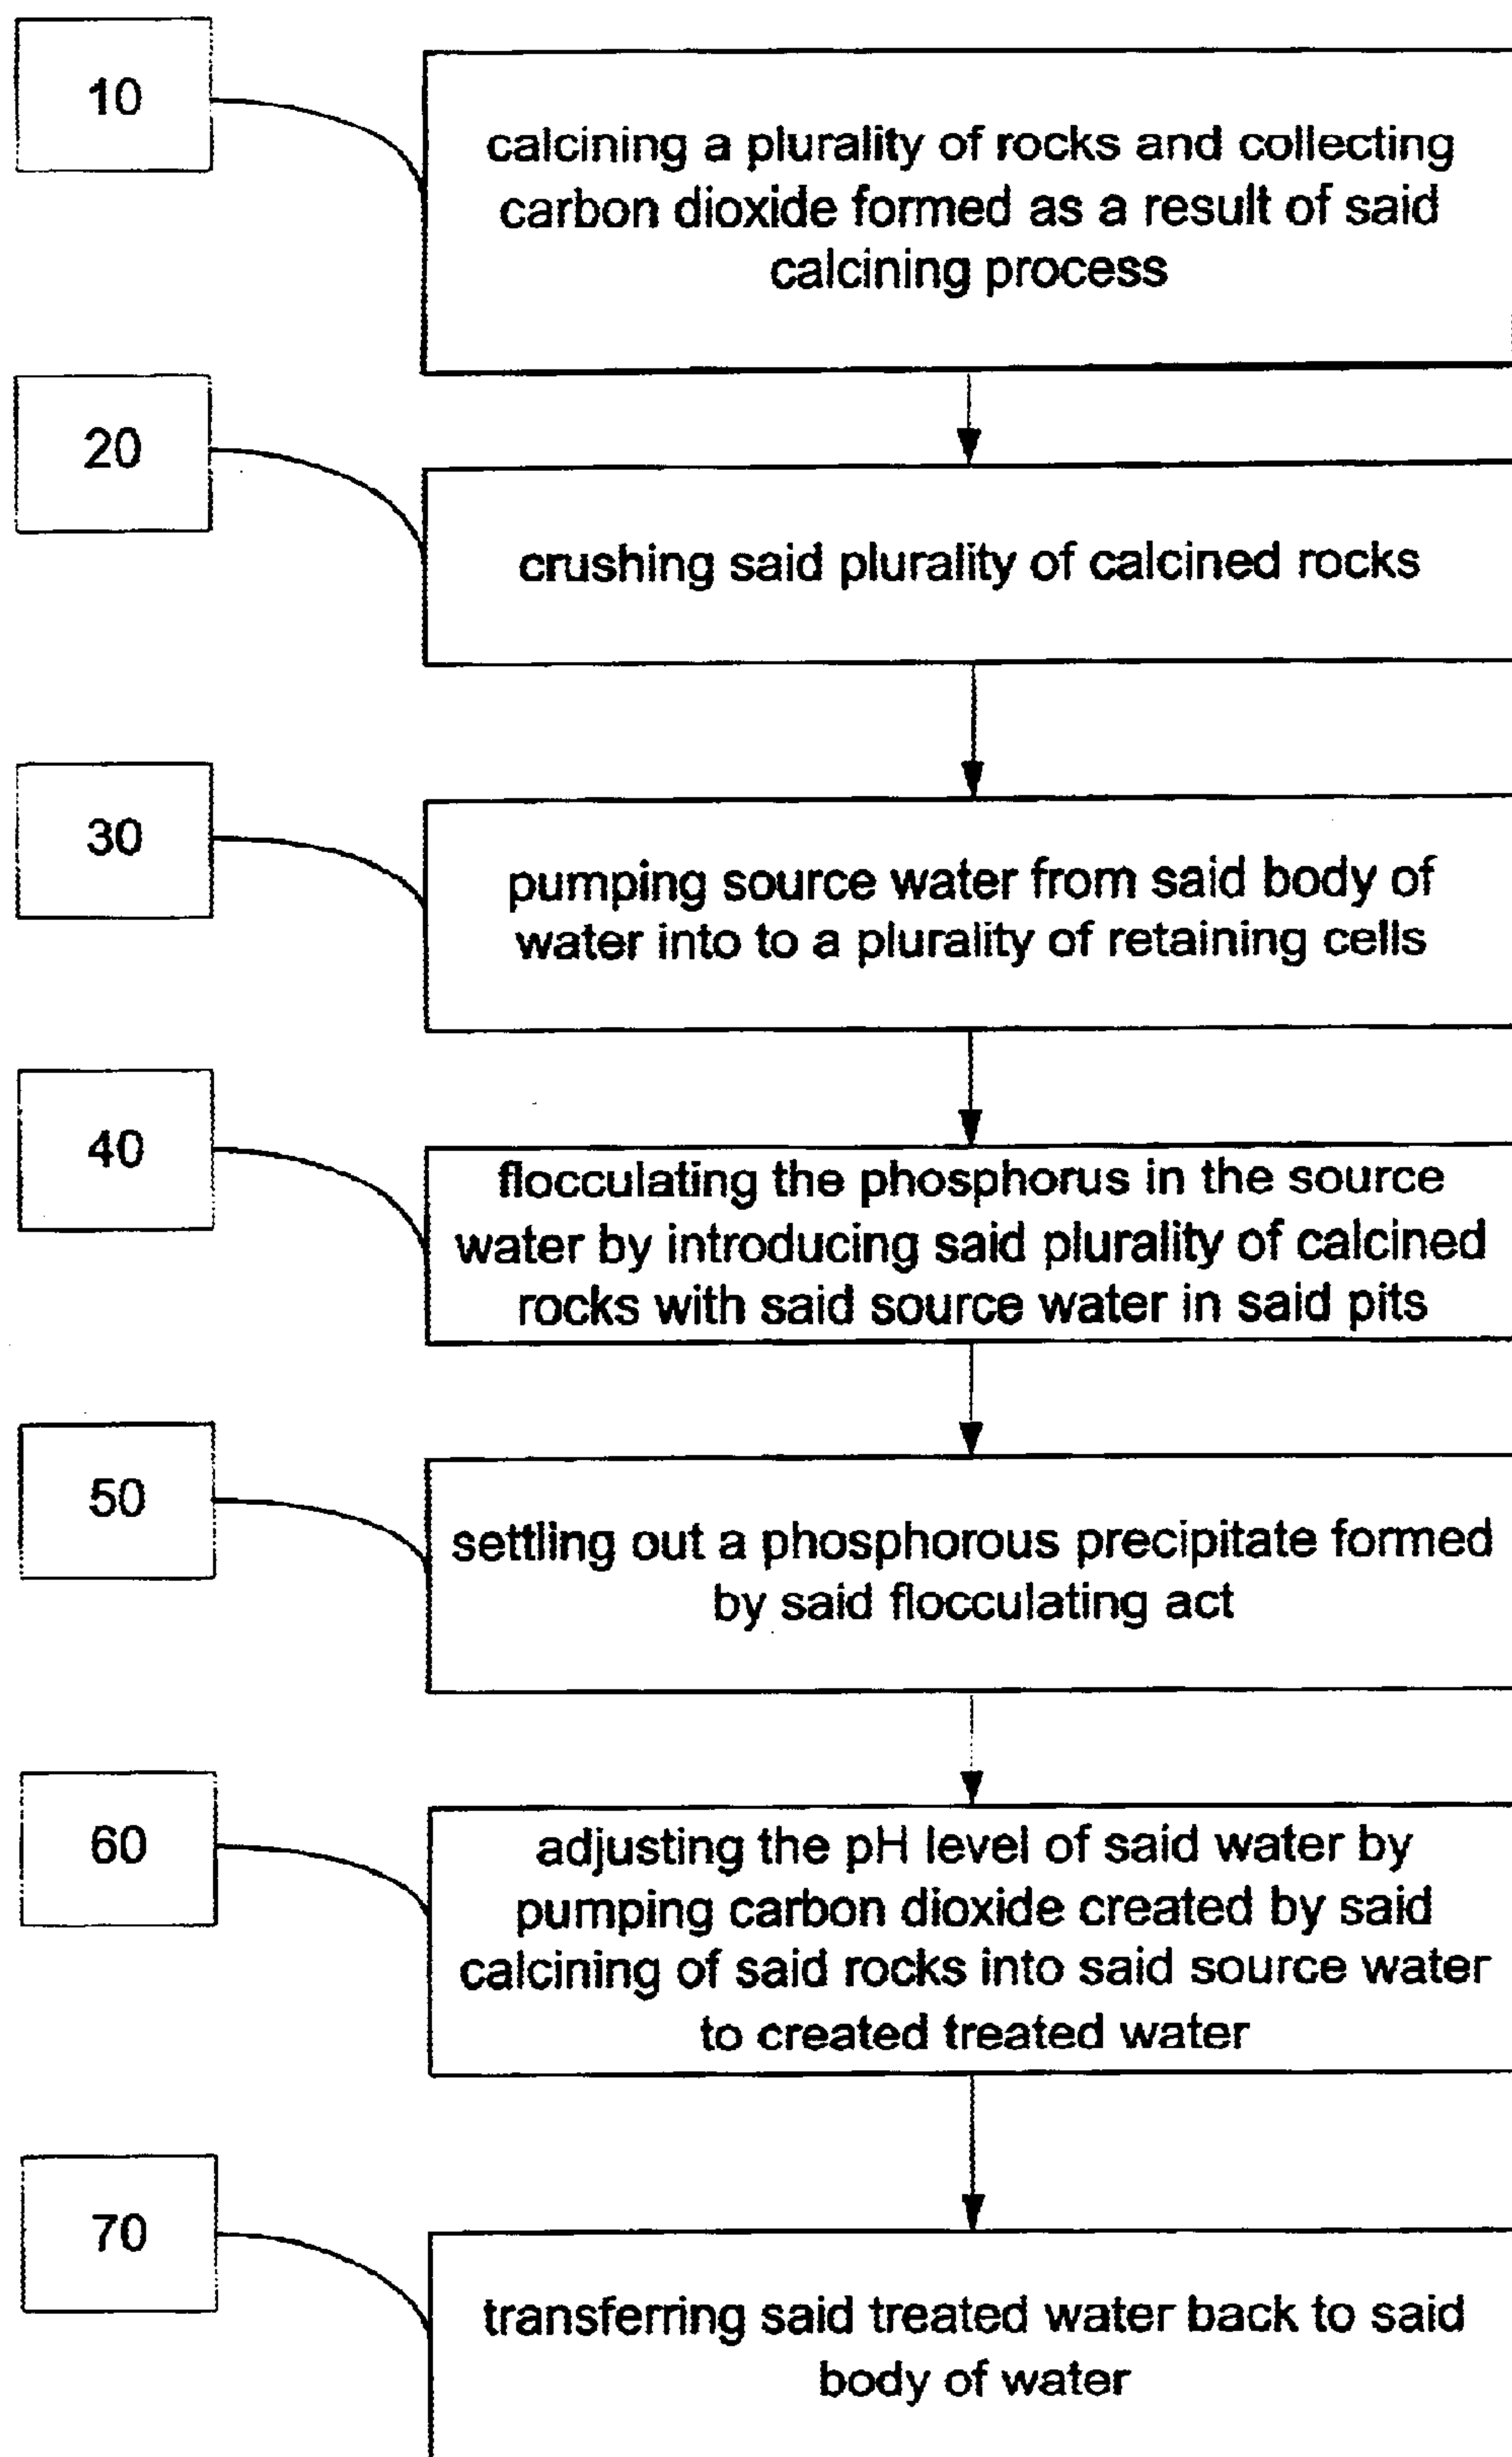 10
calcining a plurality of rocks and collecting
carbon dioxide formed as a result of said
calcining process
20
crushing said plurality of calcined rocks
30
pumping source water from said body of
water into to a plurality of retaining cells
40
flocculating the phosphorus in the source
water by introducing said plurality of calcined
rocks with said source water in said pits
50
settling out a phosphorous precipitate formed
by said flocculating act
60
adjusting the pH level of said water by
pumping carbon dioxide created by said
calcining of said rocks into said source water
to created treated water
70
transferring said treated water back to said
body of water